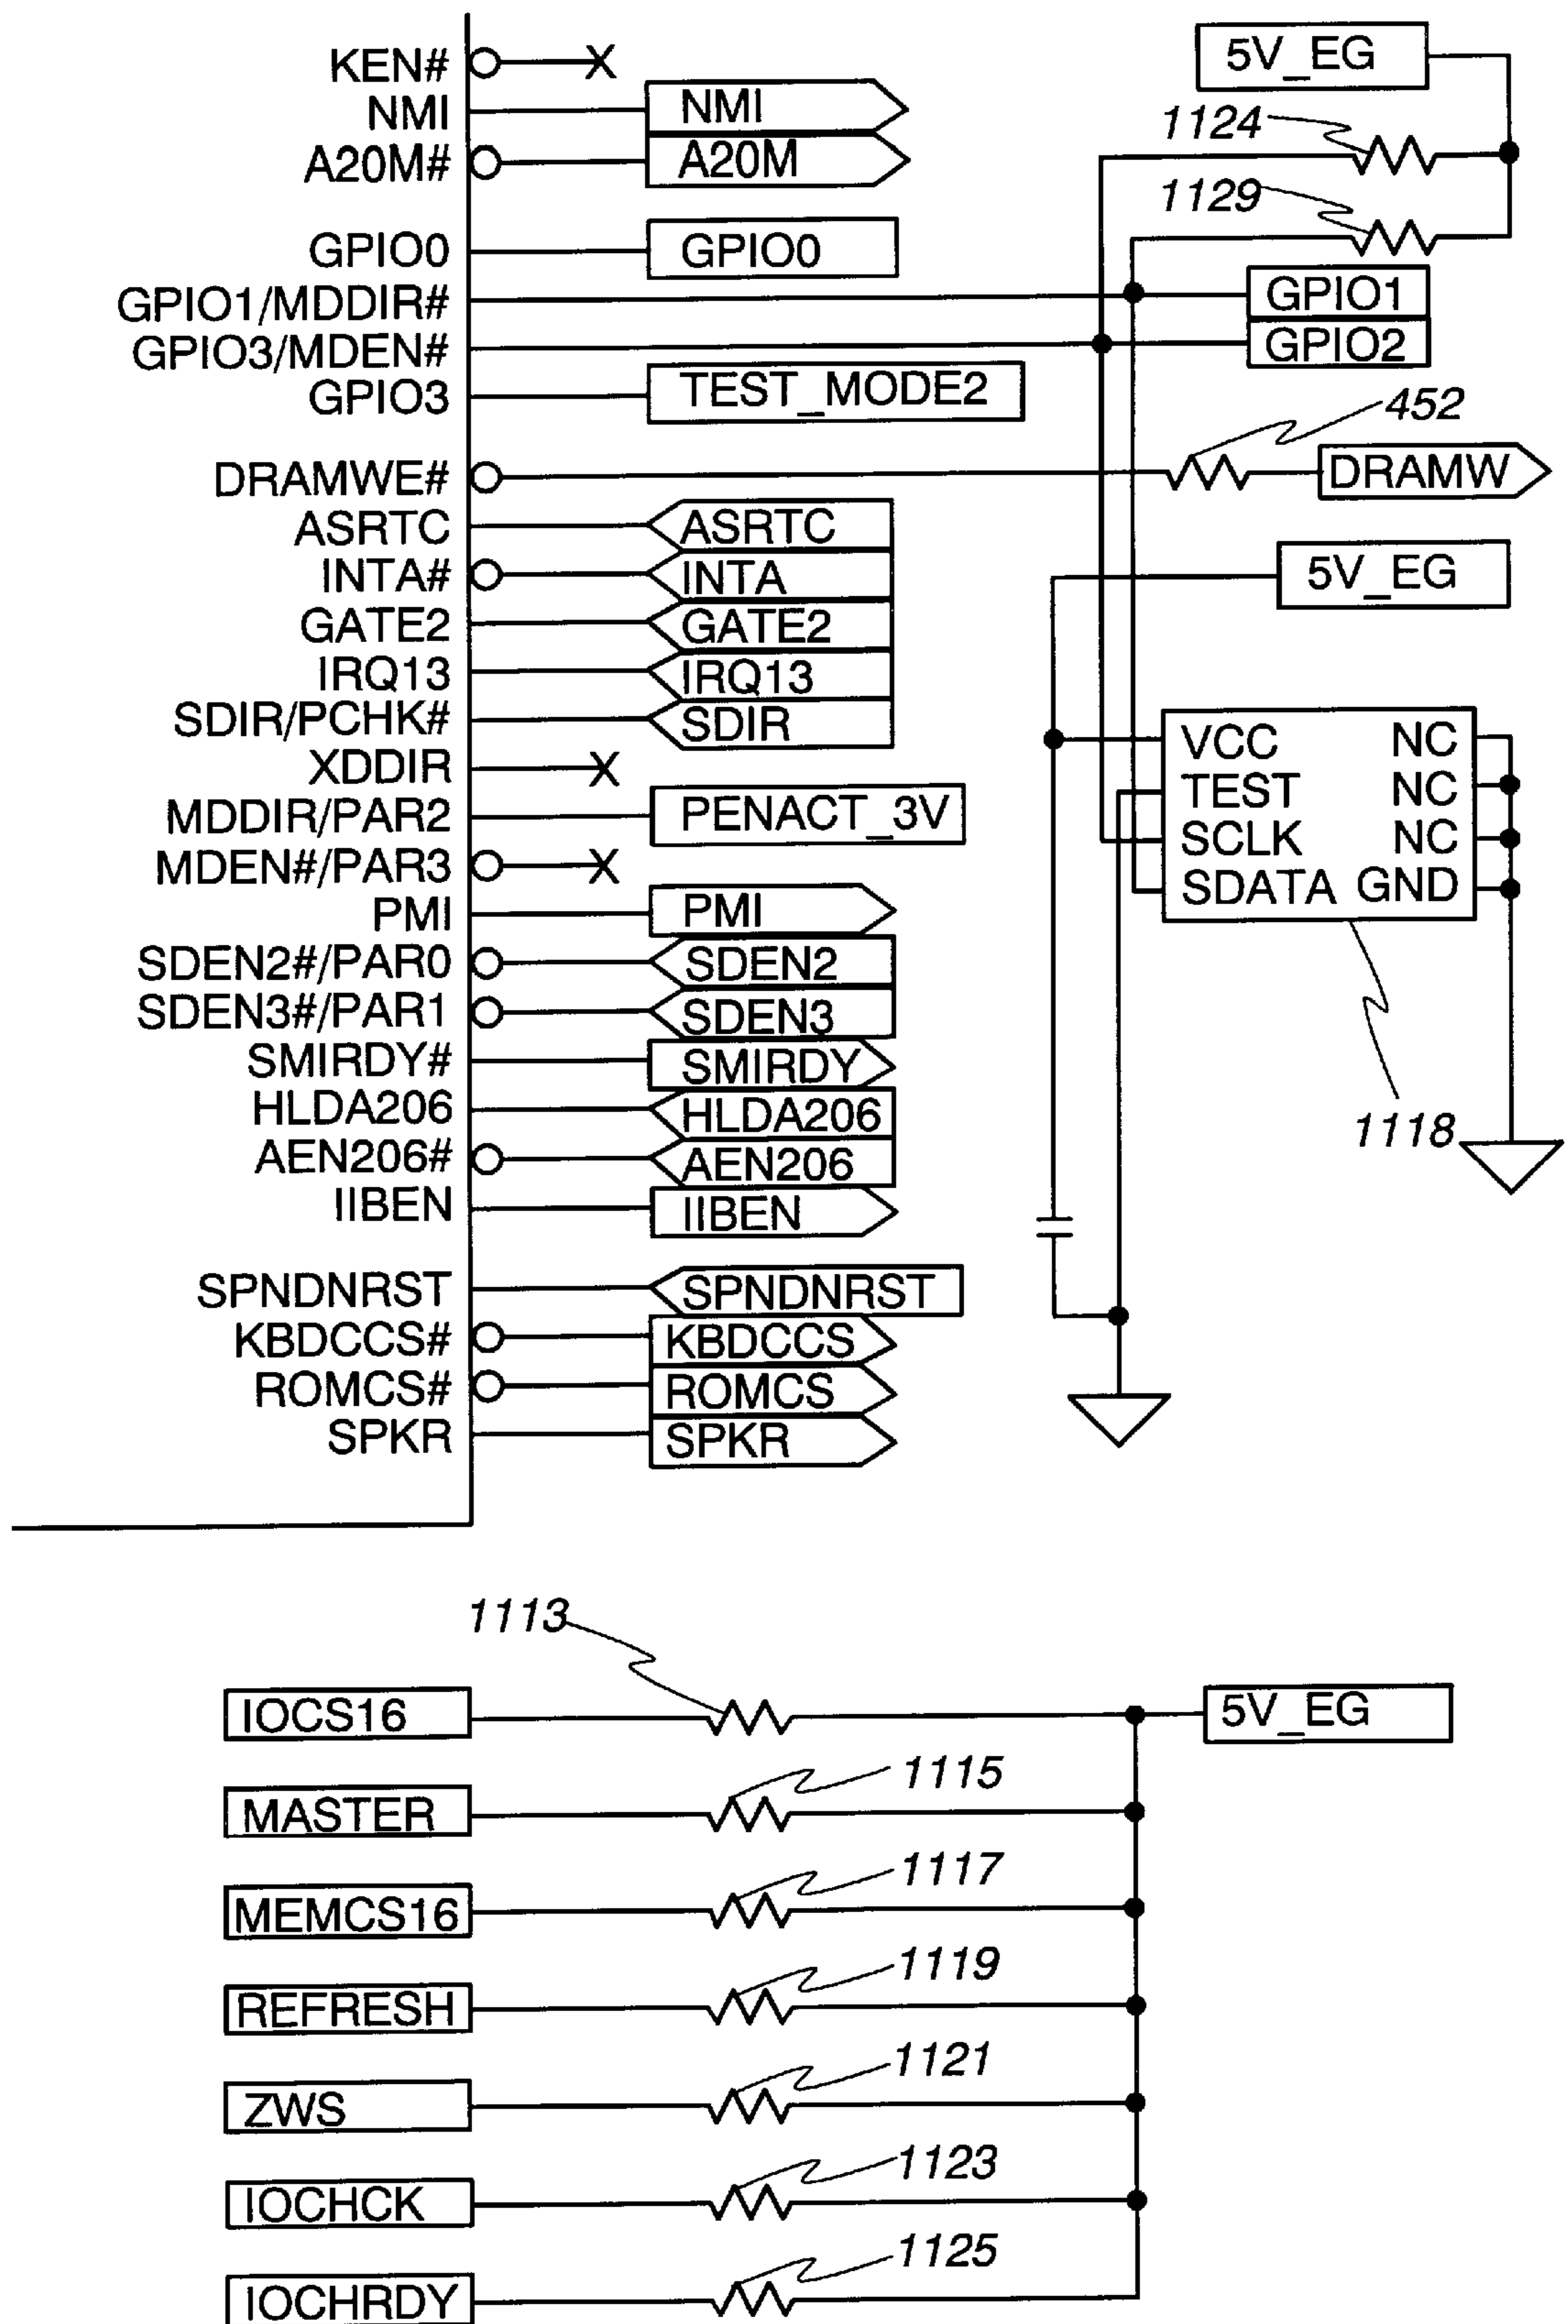 KEN# X 5V_EG
NMI NMI
1124
A20M# A20M
1129
GPIO0 GPIO0
GPIO1/MDDIR# GPIO1
GPIO3/MDEN# GPIO2
GPIO3 TEST_MODE2
452
DRAMWE# DRAMW
ASRTC ASRTC
INTA# INTA 5V_EG
GATE2 GATE2
IRQ13 IRQ13
SDIR/PCHK# SDIR
VCC NC
XDDIR X
TEST NC
MDDIR/PAR2 PENACT_3V
SCLK NC
MDEN#/PAR3 X
SDATA GND
PMI PMI
SDEN2#/PAR0 SDEN2
SDEN3#/PAR1 SDEN3
SMIRDY# SMIRDY
HLDA206 HLDA206
1118
AEN206# AEN206
IIBEN IIBEN
SPNDNRST SPNDNRST
KBDCCS# KBDCCS
ROMCS# ROMCS
SPKR SPKR
1113
IOCS16 5V_EG
1115
MASTER
1117
MEMCS16
1119
REFRESH
1121
ZWS
1123
IOCHCK
1125
IOCHRDY